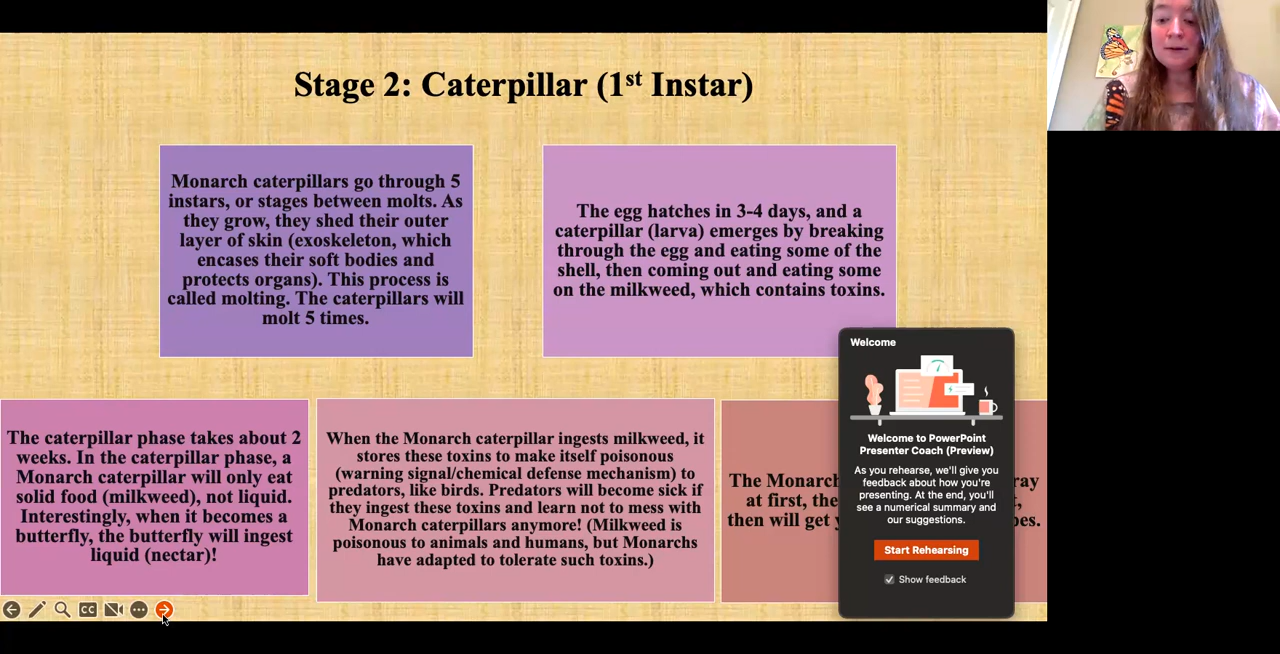 Stage 2: Caterpillar (1st Instar)
Monarch caterpillars go through 5
instars, or stages between molts. As
they grow, they shed their outer
layer of skin (exoskeleton, which
encases their soft bodies and
protects organs). This process is
called molting. The caterpillars will
molt 5 times.
The egg hatches in 3-4 days, and a
caterpillar (larva) emerges by breaking
through the egg and eating some of the
shell, then coming out and eating some
on the milkweed, which contains toxins.
The caterpillar phase takes about 2
weeks. In the caterpillar phase, a
Monarch caterpillar will only eat
solid food (milkweed), not liquid.
Interestingly, when it becomes a
butterfly, the butterfly will ingest
liquid (nectar)!
When the Monarch caterpillar ingests milkweed, it
stores these toxins to make itself poisonous
(warning signal/chemical defense mechanism) to
predators, like birds. Predators will become sick if
they ingest these toxins and learn not to mess with
Monarch caterpillars anymore! (Milkweed is
poisonous to animals and humans, but Monarchs
have adapted to tolerate such toxins.)
The Monarch
at first, the
then will get
Welcome
Welcome to PowerPoint
Presenter Coach (Preview)
As you rehearse, we'll give you
feedback about how you're
presenting. At the end, you'll
see a numerical summary and
our suggestions.
Start Rehearsing
Show feedback
CC